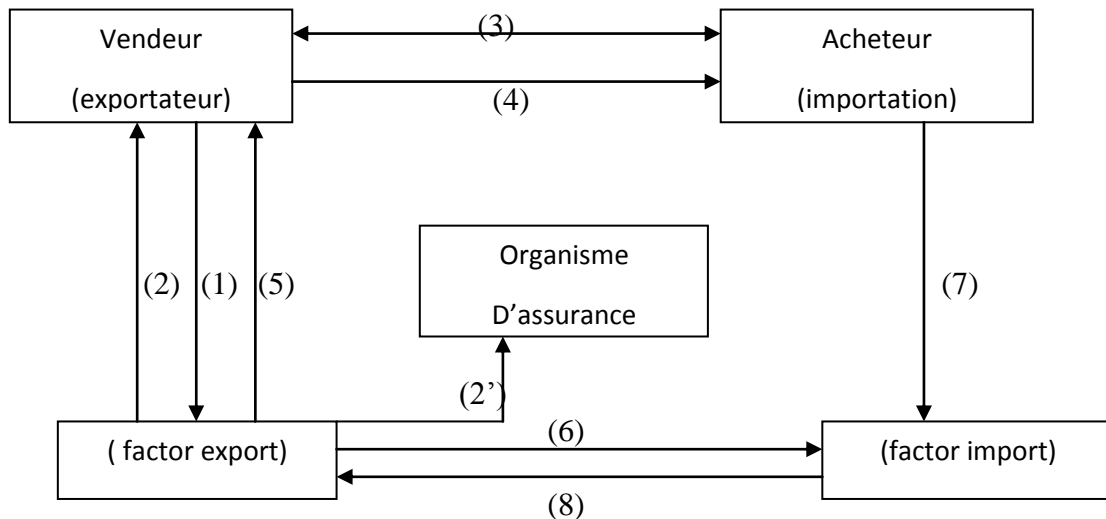 Vendeur
(exportateur)
(3)
(4)
Acheteur
(importation)
(2)
(1)
(5)
Organisme
D’assurance
(7)
(2’)
( factor export)
(6)
(8)
(factor import)